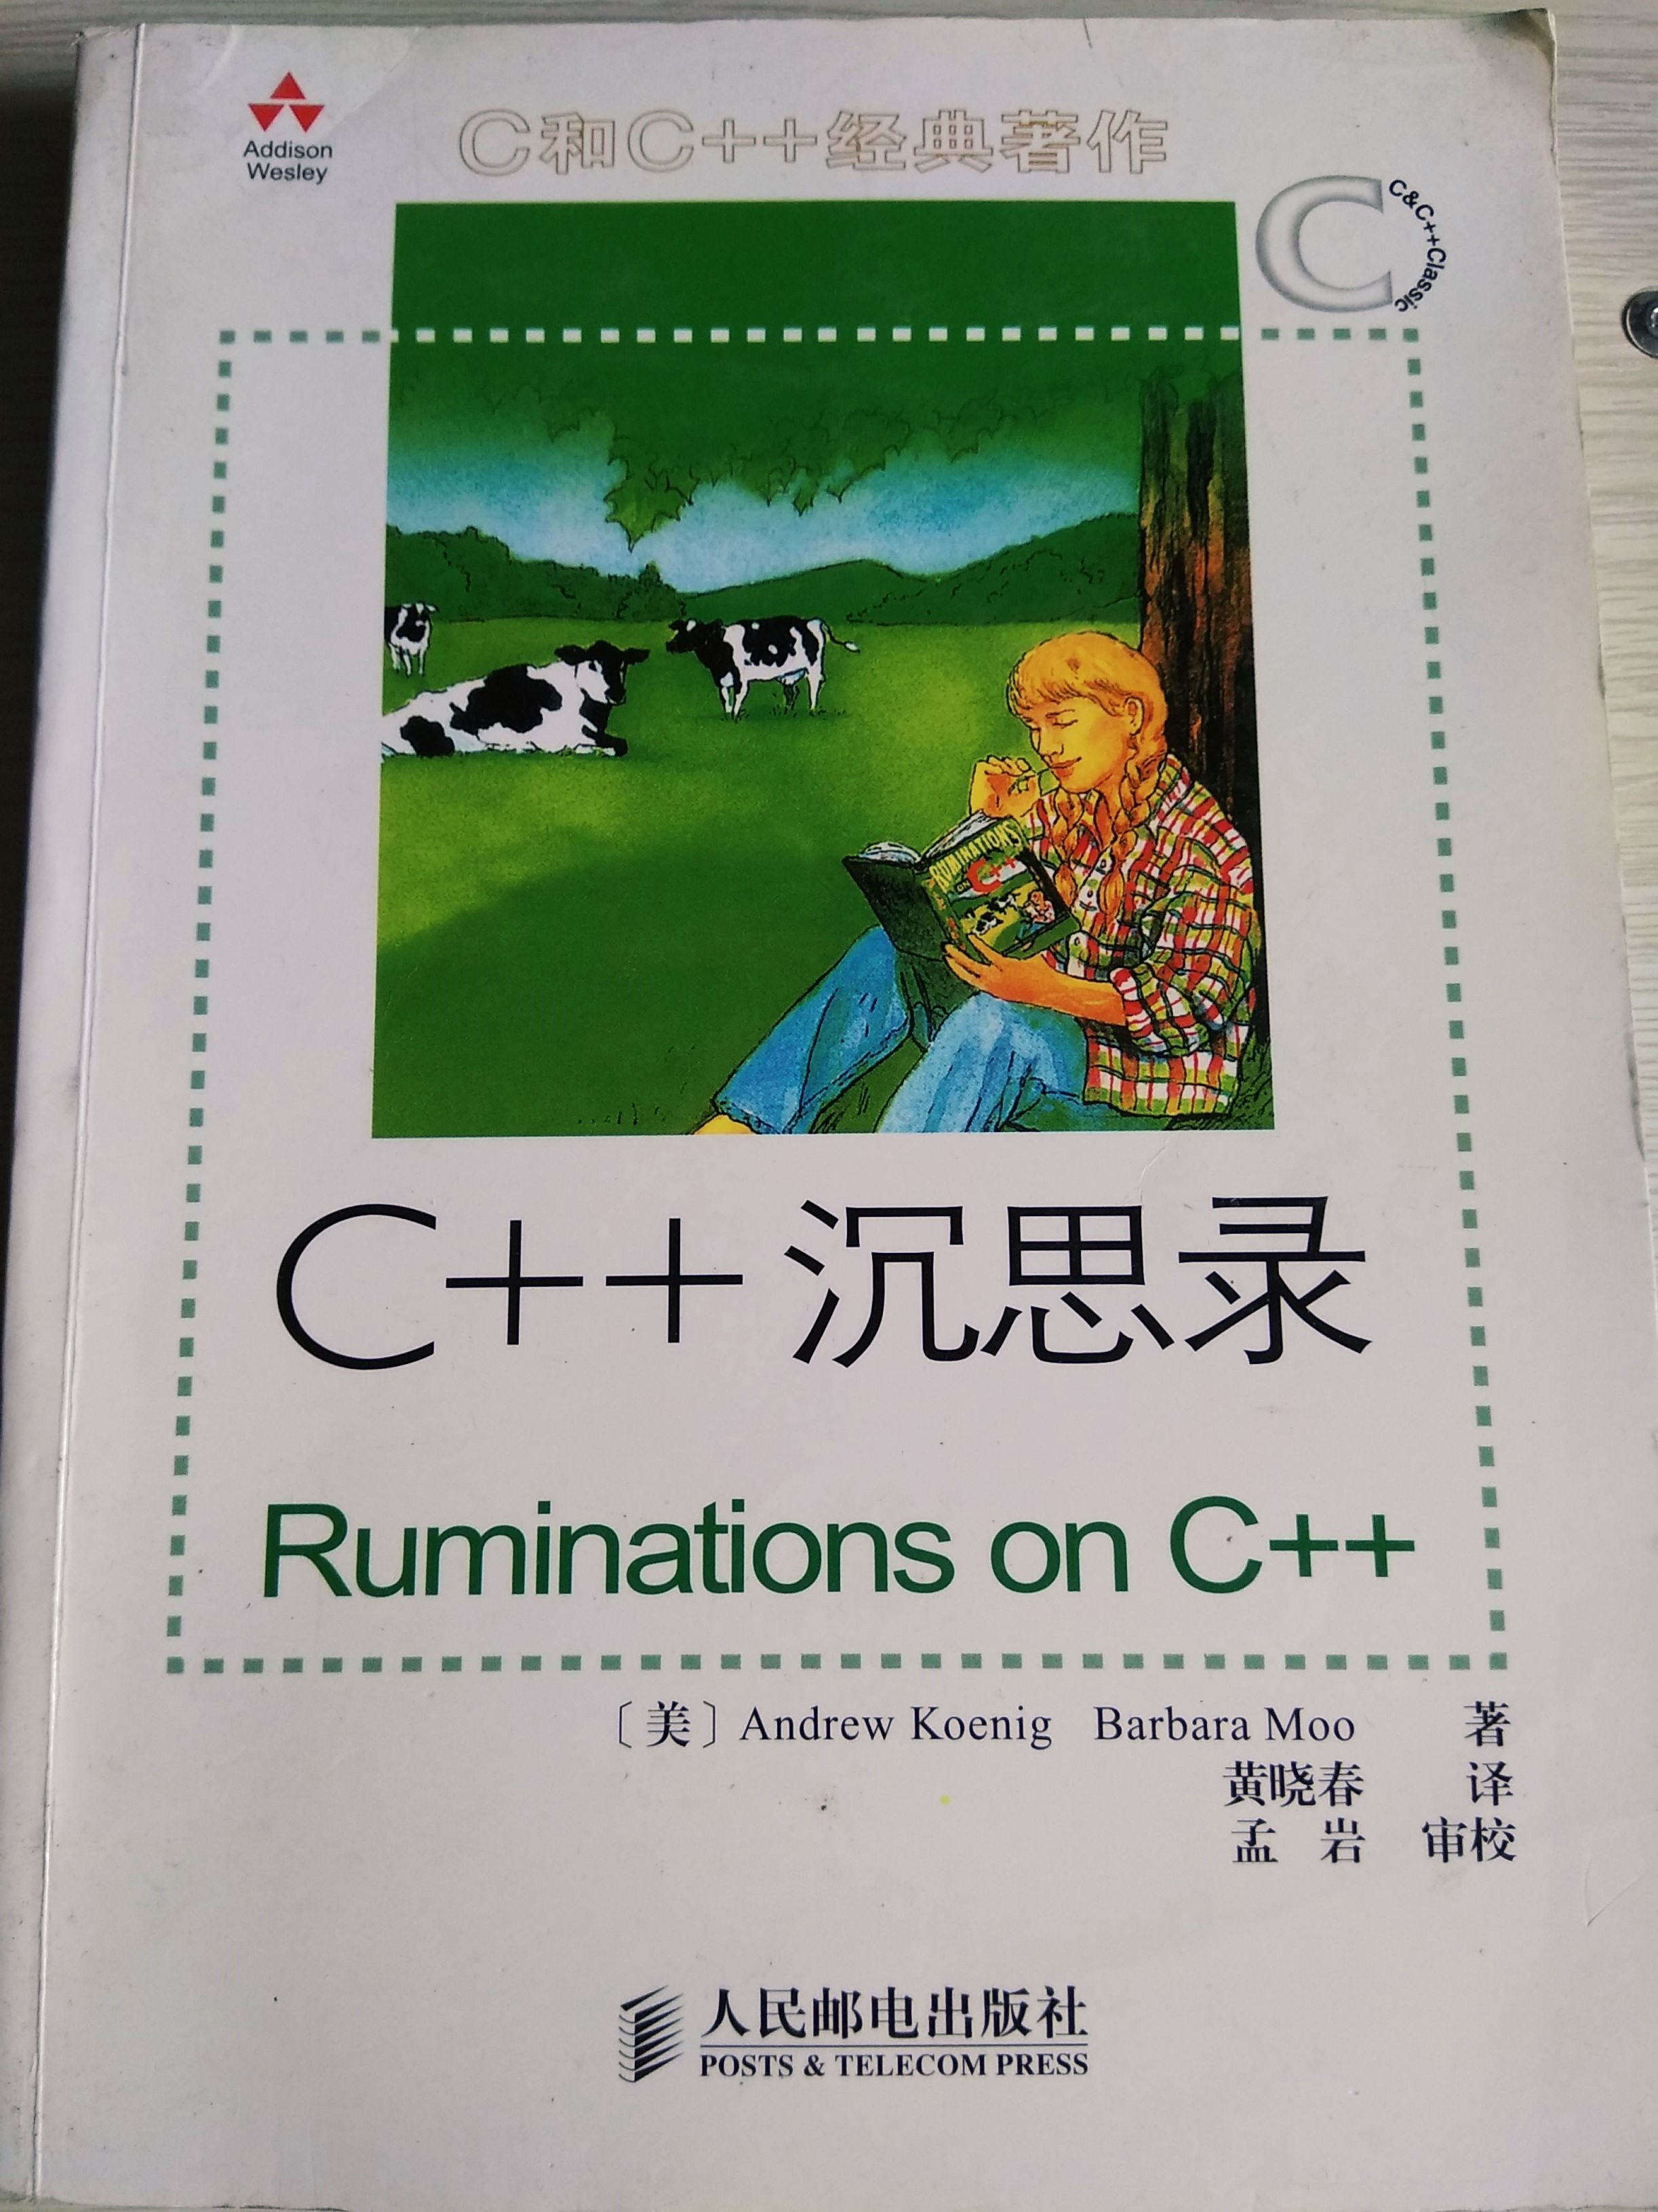 Addison
Wesley
C和C++经典著作
C
C&C++Classic
RUMINATIONS
ON
C++
C++沉思录
Ruminations on C++
〔美〕Andrew Koenig Barbara Moo 著
黄晓春 译
孟 岩 审校
人民邮电出版社
POSTS & TELECOM PRESS